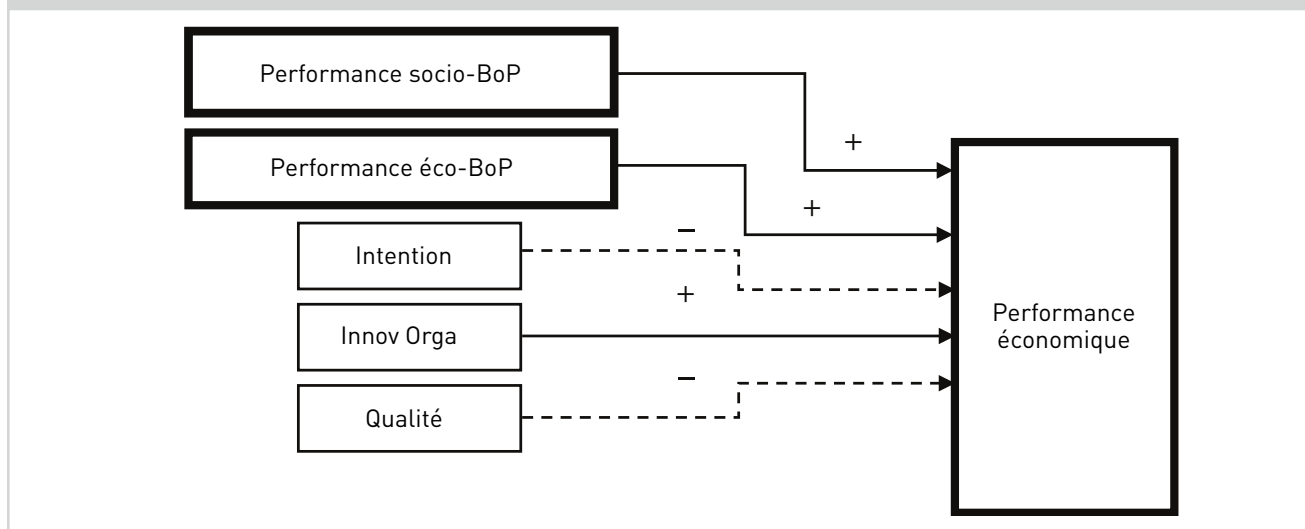 Performance socio-BoP
+
Performance éco-BoP
+
–
Intention
+
Innov Orga
Performance
économique
–
Qualité